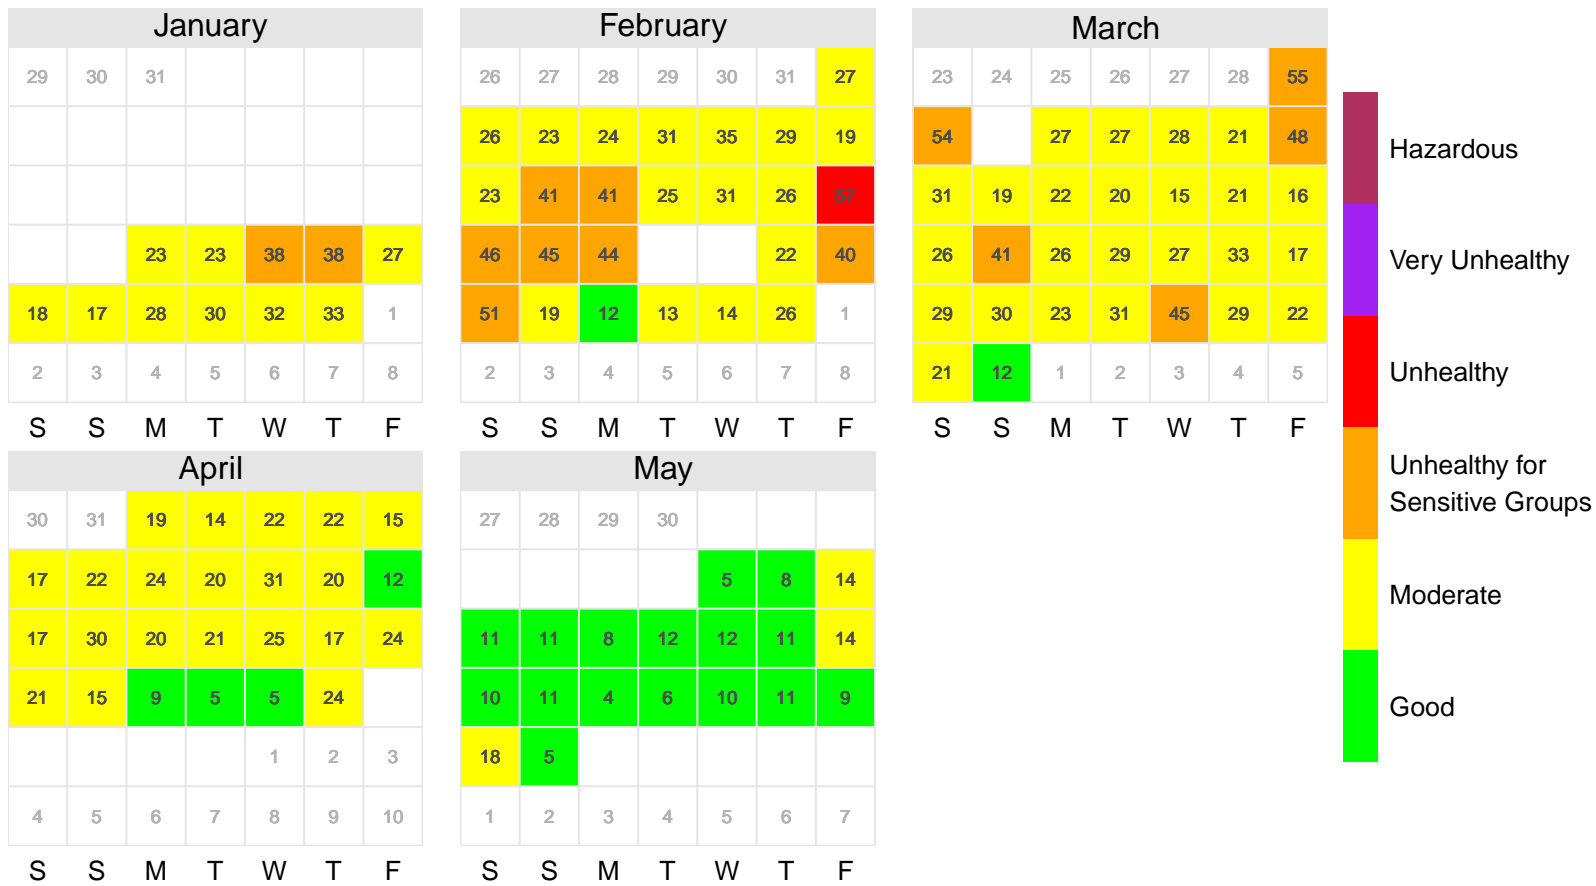 January
29 30 31
23 23 38 38 27
18 17 28 30 32 33 1
2 3 4 5 6 7 8
S S M T W T F
February
26 27 28 29 30 31 27
26 23 24 31 35 29 19
23 41 41 25 31 26 57
46 45 44 22 40
51 19 12 13 14 26 1
2 3 4 5 6 7 8
S S M T W T F
March
23 24 25 26 27 28 55
54 27 27 28 21 48
31 19 22 20 15 21 16
26 41 26 29 27 33 17
29 30 23 31 45 29 22
21 12 1 2 3 4 5
S S M T W T F
April
30 31 19 14 22 22 15
17 22 24 20 31 20 12
17 30 20 21 25 17 24
21 15 9 5 5 24
1 2 3
4 5 6 7 8 9 10
S S M T W T F
May
27 28 29 30
5 8 14
11 11 8 12 12 11 14
10 11 4 6 10 11 9
18 5
1 2 3 4 5 6 7
S S M T W T F
Hazardous
Very Unhealthy
Unhealthy
Unhealthy for
Sensitive Groups
Moderate
Good